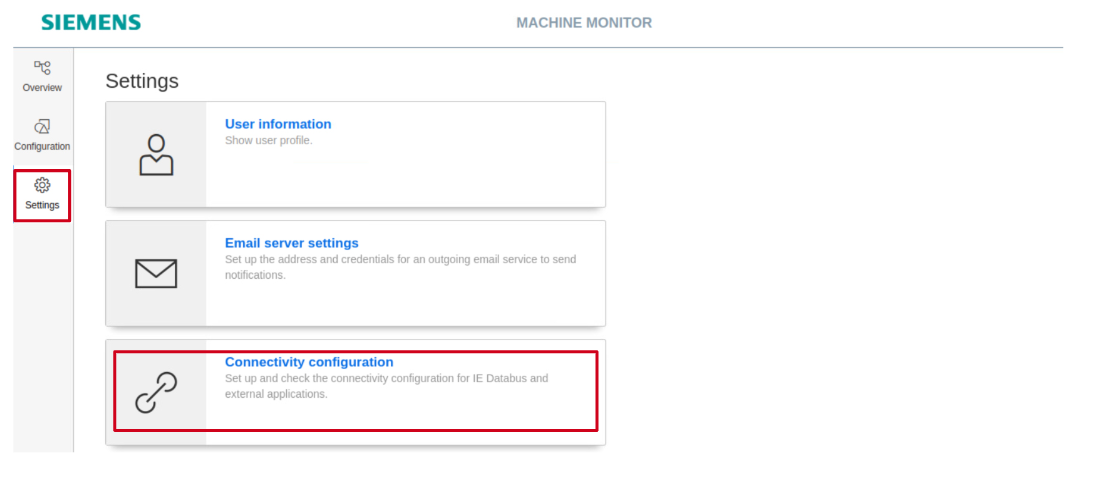 SIEMENS
MACHINE MONITOR
Overview
Configuration
Settings
Settings
User information
Show user profile.
Email server settings
Set up the address and credentials for an outgoing email service to send
notifications.
Connectivity configuration
Set up and check the connectivity configuration for IE Databus and
external applications.